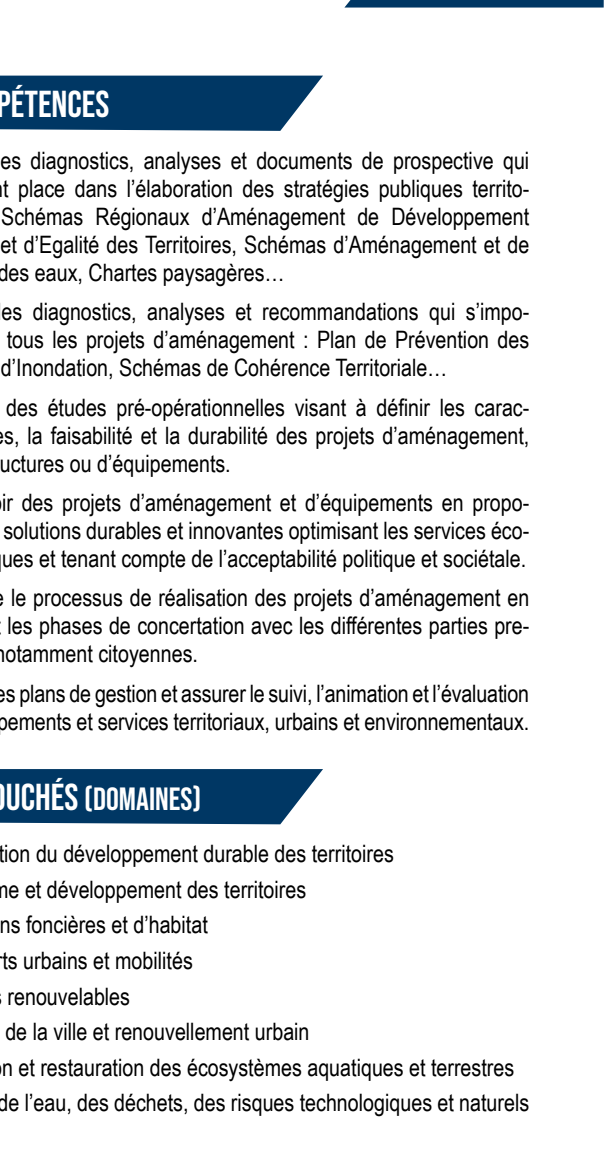 PÉTENCES
es diagnostics, analyses et documents de prospective qui
nt place dans l’élaboration des stratégies publiques territo-
Schémas Régionaux d’Aménagement de Développement
et d’Egalité des Territoires, Schémas d’Aménagement et de
des eaux, Chartes paysagères…
les diagnostics, analyses et recommandations qui s’impo-
tous les projets d’aménagement : Plan de Prévention des
d’Inondation, Schémas de Cohérence Territoriale…
des études pré-opérationnelles visant à définir les carac-
es, la faisabilité et la durabilité des projets d’aménagement,
uctures ou d’équipements.
oir des projets d’aménagement et d’équipements en propo-
solutions durables et innovantes optimisant les services éco-
ques et tenant compte de l’acceptabilité politique et sociétale.
e le processus de réalisation des projets d’aménagement en
t les phases de concertation avec les différentes parties pre-
notamment citoyennes.
es plans de gestion et assurer le suivi, l’animation et l’évaluation
pements et services territoriaux, urbains et environnementaux.
OUCHÉS (DOMAINES)
tion du développement durable des territoires
me et développement des territoires
ns foncières et d’habitat
rts urbains et mobilités
s renouvelables
de la ville et renouvellement urbain
on et restauration des écosystèmes aquatiques et terrestres
de l’eau, des déchets, des risques technologiques et naturels